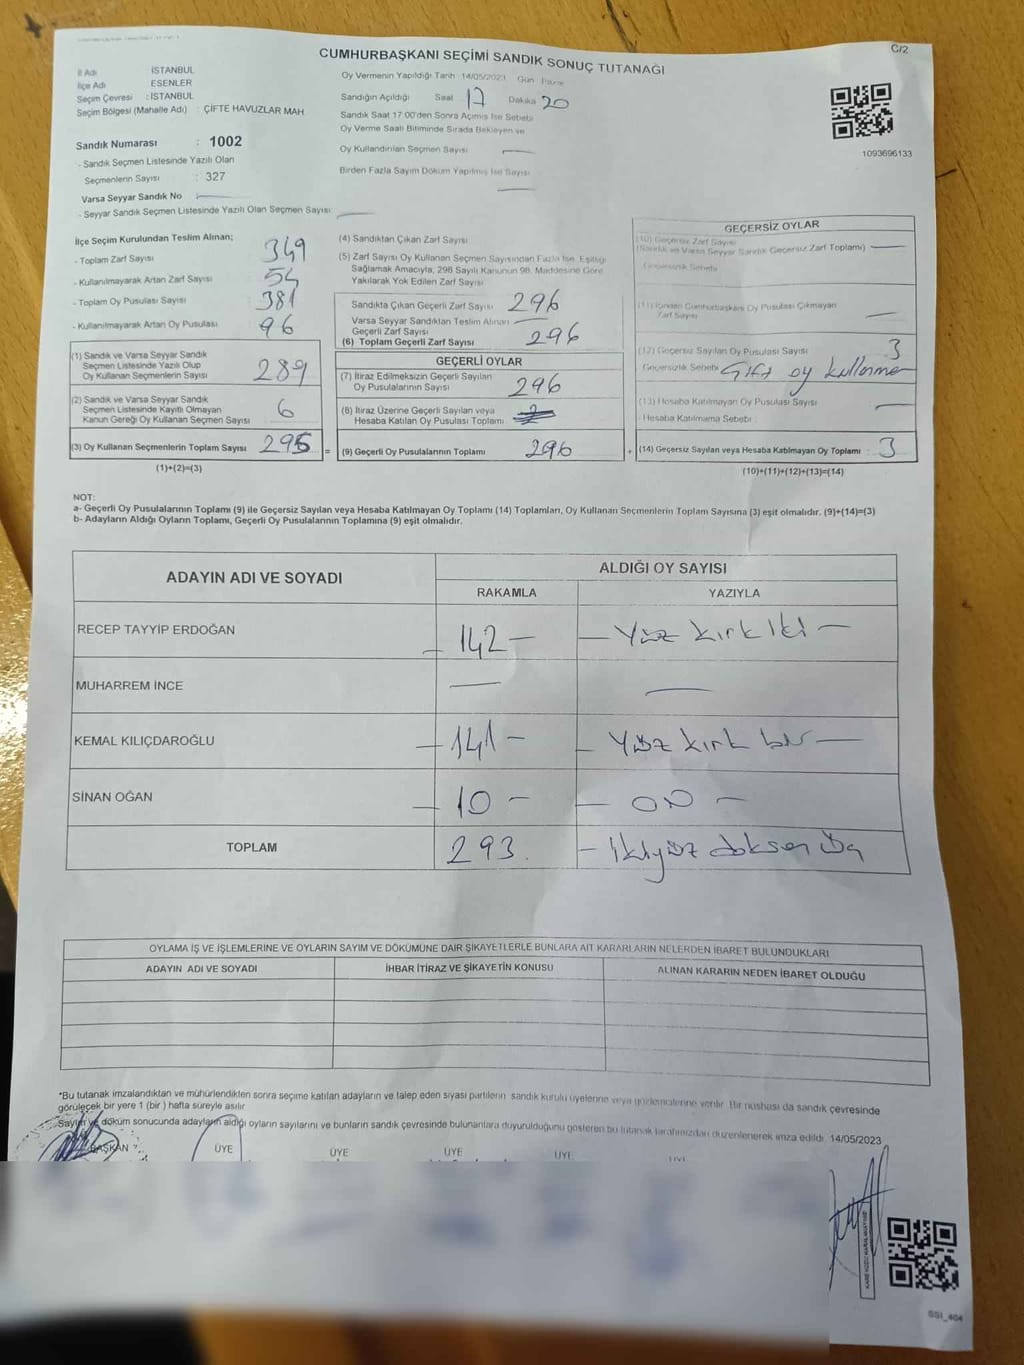 C/2
CUMHURBAŞKANI SEÇİMİ SANDIK SONUÇ TUTANAĞI
İl Adı İSTANBUL
İlçe Adı ESENLER
Seçim Çevresi : İSTANBUL
Seçim Bölgesi (Mahalle Adı) : ÇİFTE HAVUZLAR MAH
Sandık Numarası : 1002
- Sandık Seçmen Listesinde Yazılı Olan
Seçmenlerin Sayısı : 327
Varsa Seyyar Sandık No
- Seyyar Sandık Seçmen Listesinde Yazılı Olan Seçmen Sayısı
Oy Vermenin Yapıldığı Tarih 14/05/2023 Gün Pazar
Sandığın Açıldığı Saat 17 Dakika 20
Sandık Saat 17:00'den Sonra Açılmış İse Sebebi
Oy Verme Saati Bitiminde Sırada Bekleyen ve
Oy Kullandırılan Seçmen Sayısı
Birden Fazla Sayım Döküm Yapılmış İse Sayısı
1093696133
İlçe Seçim Kurulundan Teslim Alınan;
- Toplam Zarf Sayısı 349
- Kullanılmayarak Artan Zarf Sayısı 54
- Toplam Oy Pusulası Sayısı 381
- Kullanılmayarak Artan Oy Pusulası 96
(1) Sandık ve Varsa Seyyar Sandık
Seçmen Listesinde Yazılı Olup
Oy Kullanan Seçmenlerin Sayısı 289
(2) Sandık ve Varsa Seyyar Sandık
Seçmen Listesinde Kayıtlı Olmayan
Kanun Gereği Oy Kullanan Seçmen Sayısı 6
(3) Oy Kullanan Seçmenlerin Toplam Sayısı 295 =
(1)+(2)=(3)
(4) Sandıktan Çıkan Zarf Sayısı
(5) Zarf Sayısı Oy Kullanan Seçmen Sayısından Fazla İse, Eşitliği
Sağlamak Amacıyla, 298 Sayılı Kanunun 98. Maddesine Göre
Yakılarak Yok Edilen Zarf Sayısı
Sandıkta Çıkan Geçerli Zarf Sayısı 296
Varsa Seyyar Sandıktan Teslim Alınan
Geçerli Zarf Sayısı
(6) Toplam Geçerli Zarf Sayısı 296
GEÇERLİ OYLAR
(7) İtiraz Edilmeksizin Geçerli Sayılan
Oy Pusulalarının Sayısı 296
(8) İtiraz Üzerine Geçerli Sayılan veya
Hesaba Katılan Oy Pusulası Toplamı
(9) Geçerli Oy Pusulalarının Toplamı 296 +
GEÇERSİZ OYLAR
(10) Geçersiz Zarf Sayısı
(Sandık ve Varsa Seyyar Sandık Geçersiz Zarf Toplamı)
Geçersizlik Sebebi
(11) İçinden Cumhurbaşkanı Oy Pusulası Çıkmayan
Zarf Sayısı
(12) Geçersiz Sayılan Oy Pusulası Sayısı 3
Geçersizlik Sebebi Çift oy kullanma
(13) Hesaba Katılmayan Oy Pusulası Sayısı
Hesaba Katılmama Sebebi
(14) Geçersiz Sayılan veya Hesaba Katılmayan Oy Toplamı : 3
(10)+(11)+(12)+(13)=(14)
NOT:
a- Geçerli Oy Pusulalarının Toplamı (9) ile Geçersiz Sayılan veya Hesaba Katılmayan Oy Toplamı (14) Toplamları, Oy Kullanan Seçmenlerin Toplam Sayısına (3) eşit olmalıdır. (9)+(14)=(3)
b- Adayların Aldığı Oyların Toplamı, Geçerli Oy Pusulalarının Toplamına (9) eşit olmalıdır.
ADAYIN ADI VE SOYADI ALDIĞI OY SAYISI
RAKAMLA YAZIYLA
RECEP TAYYİP ERDOĞAN – 142 – – Yüz kırk iki –
MUHARREM İNCE — —
KEMAL KILIÇDAROĞLU – 141 – – Yüz kırk bir –
SİNAN OĞAN – 10 – – ON –
TOPLAM 293. – İkiyüz doksan üç
OYLAMA İŞ VE İŞLEMLERİNE VE OYLARIN SAYIM VE DÖKÜMÜNE DAİR ŞİKAYETLERLE BUNLARA AİT KARARLARIN NELERDEN İBARET BULUNDUKLARI
ADAYIN ADI VE SOYADI İHBAR İTİRAZ VE ŞİKAYETİN KONUSU ALINAN KARARIN NEDEN İBARET OLDUĞU
*Bu tutanak imzalandıktan ve mühürlendikten sonra seçime katılan adayların ve talep eden siyasi partilerin sandık kurulu üyelerine veya gözlemcilerine verilir. Bir nüshası da sandık çevresinde
görülecek bir yere 1 (bir) hafta süreyle asılır
Sayım ve döküm sonucunda adayların aldığı oyların sayılarını ve bunların sandık çevresinde bulunanlara duyurulduğunu gösteren bu tutanak tarafımızdan düzenlenerek imza edildi. 14/05/2023
BAŞKAN ÜYE ÜYE ÜYE ÜYE ÜYE
SSI_404